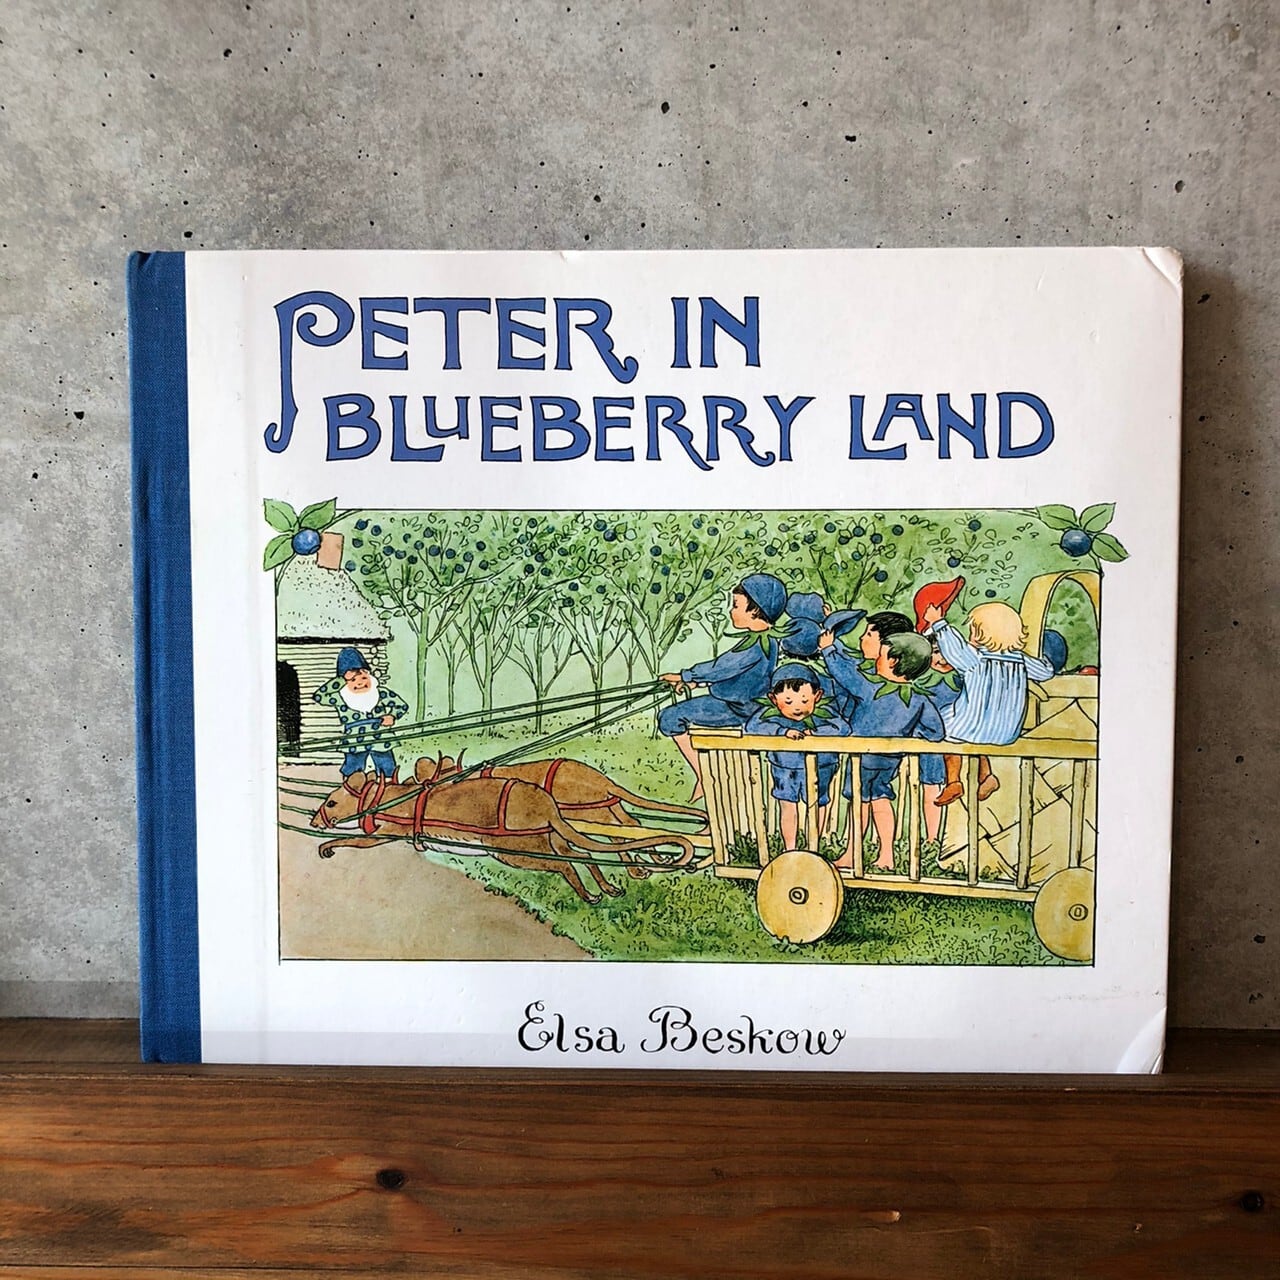 PETER IN
BLUEBERRY LAND
Elsa Beskow